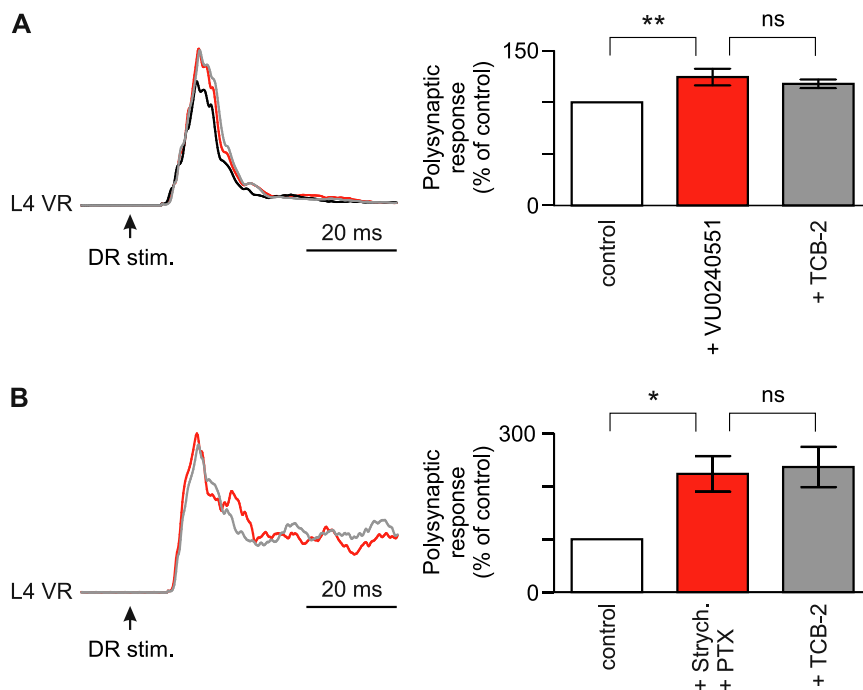 A
L4 VR
DR stim.
20 ms
Polysynaptic
response
(% of control)
150
0
**
ns
control
+ VU0240551
+ TCB-2
B
L4 VR
DR stim.
20 ms
Polysynaptic
response
(% of control)
300
0
*
ns
control
+ Strych.
+ PTX
+ TCB-2